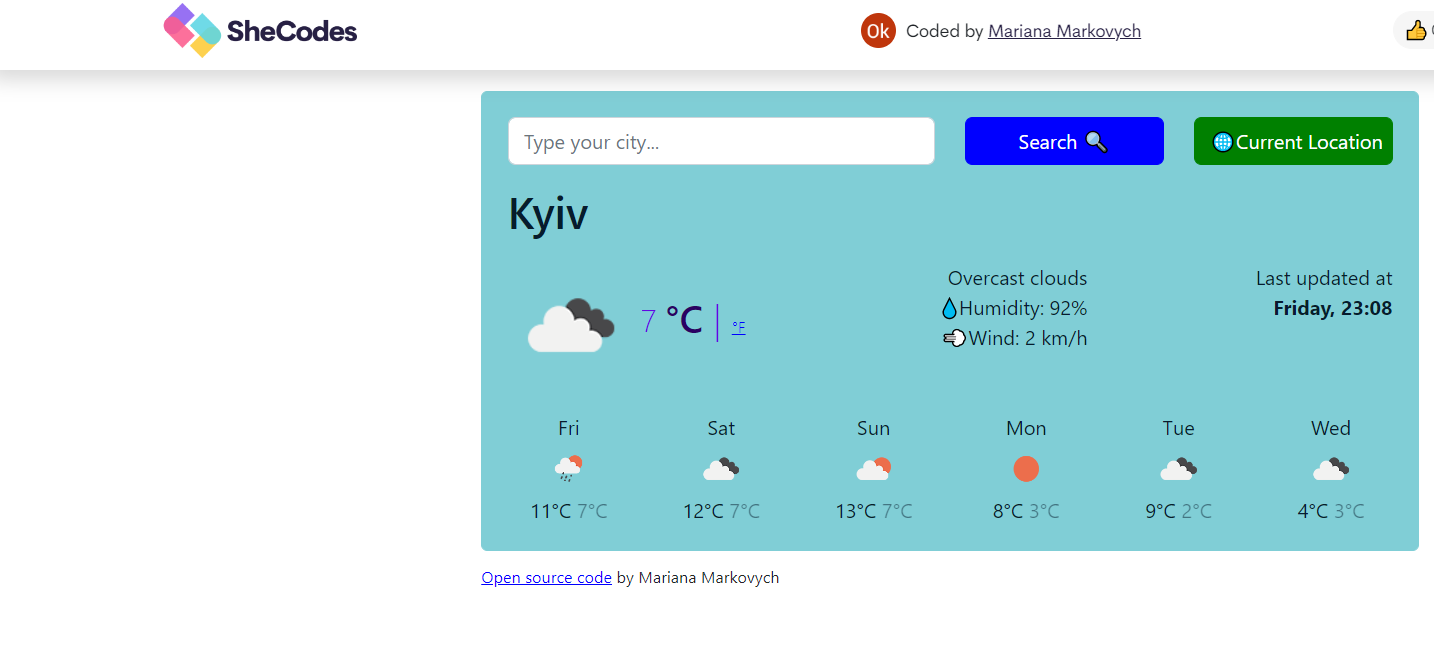 SheCodes
Ok Coded by Mariana Markovych
Type your city...
Search
Current Location
Kyiv
7 °C | °F
Overcast clouds
Humidity: 92%
Wind: 2 km/h
Last updated at
Friday, 23:08
Fri Sat Sun Mon Tue Wed
11°C 7°C 12°C 7°C 13°C 7°C 8°C 3°C 9°C 2°C 4°C 3°C
Open source code by Mariana Markovych